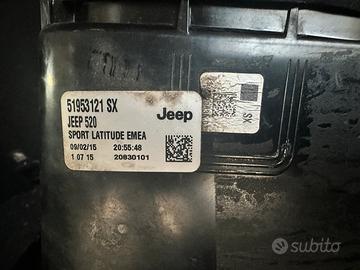 51953121 SX
JEEP 520
SPORT LATITUDE EMEA
09/02/15 20:55:48
1 07 15 20830101
Jeep
SX
subito